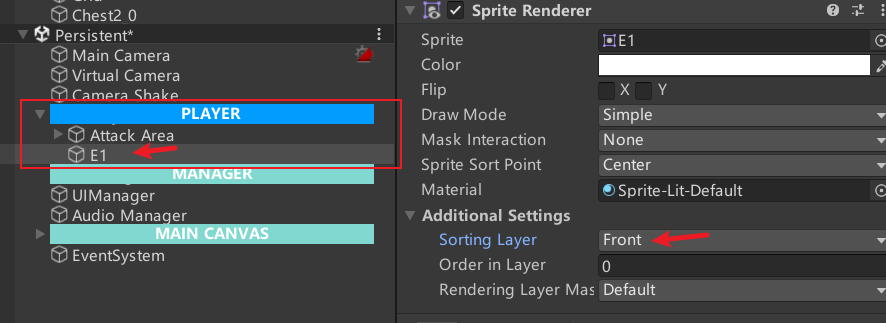 Chest2_0
Persistent*
Main Camera
Virtual Camera
Camera Shake
PLAYER
Attack Area
E1
MANAGER
UIManager
Audio Manager
MAIN CANVAS
EventSystem
Sprite Renderer
Sprite
E1
Color
Flip
X
Y
Draw Mode
Simple
Mask Interaction
None
Sprite Sort Point
Center
Material
Sprite-Lit-Default
Additional Settings
Sorting Layer
Front
Order in Layer
0
Rendering Layer Mas
Default